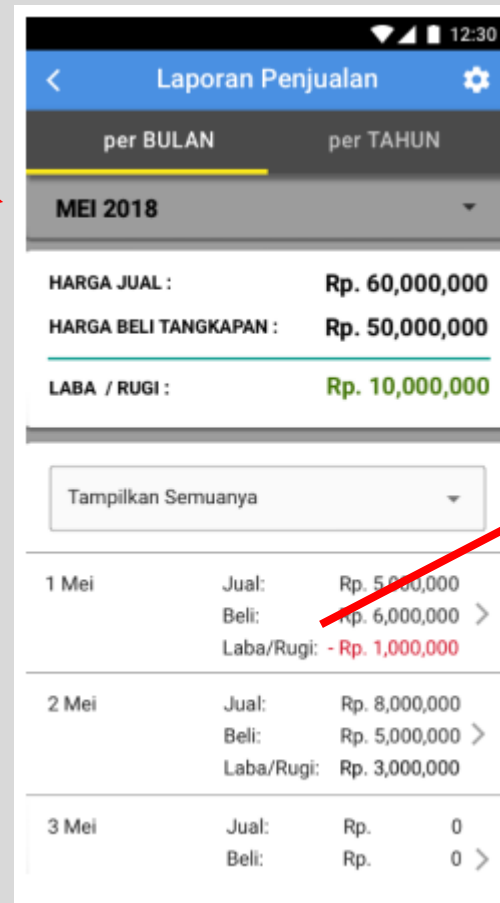 12:30
Laporan Penjualan
per BULAN per TAHUN
MEI 2018
HARGA JUAL : Rp. 60,000,000
HARGA BELI TANGKAPAN : Rp. 50,000,000
LABA / RUGI : Rp. 10,000,000
Tampilkan Semuanya
1 Mei Jual: Rp. 5,000,000
Beli: Rp. 6,000,000
Laba/Rugi: - Rp. 1,000,000
2 Mei Jual: Rp. 8,000,000
Beli: Rp. 5,000,000
Laba/Rugi: Rp. 3,000,000
3 Mei Jual: Rp. 0
Beli: Rp. 0